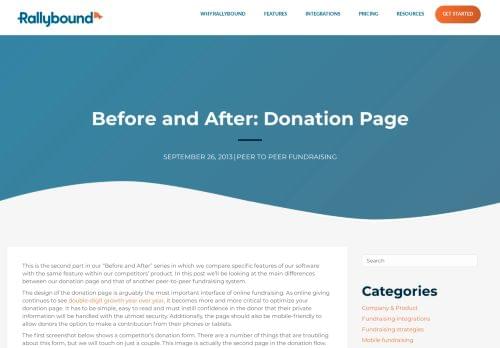 Rallybound
WHY RALLYBOUND FEATURES INTEGRATIONS PRICING RESOURCES GET STARTED
Before and After: Donation Page
SEPTEMBER 26, 2013 | PEER TO PEER FUNDRAISING
This is the second part in our "Before and After" series in which we compare specific features of our software
with the same feature within our competitors' product. In this post we'll be looking at the main differences
between our donation page and that of another peer-to-peer fundraising system.
The design of the donation page is arguably the most important interface of online fundraising. As online giving
continues to see double-digit growth year over year, it becomes more and more critical to optimize your
donation page. It has to be simple, easy to read and must instill confidence in the donor that their private
information will be handled with the utmost security. Additionally, the page should also be mobile-friendly to
allow donors the option to make a contribution from their phones or tablets.
The first screenshot below shows a competitor's donation form. There are a number of things that are troubling
about this form, but we will touch on just a couple. This image is actually the second page in the donation flow.
Search
Categories
Company & Product
Fundraising integrations
Fundraising strategies
Mobile fundraising